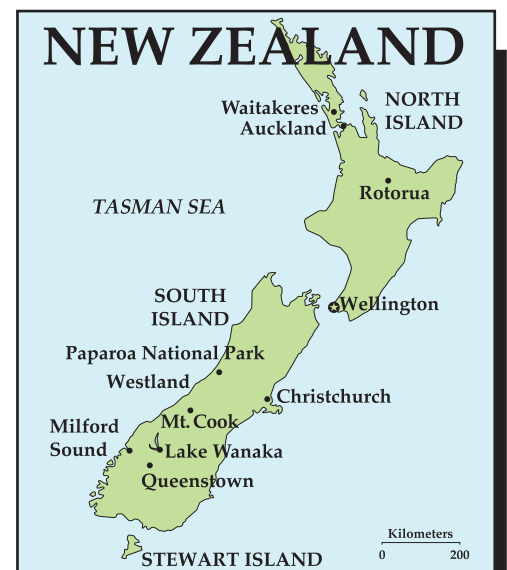 NEW ZEALAND
Waitakeres
Auckland
NORTH
ISLAND
Rotorua
TASMAN SEA
Wellington
SOUTH
ISLAND
Paparoa National Park
Westland
Christchurch
Mt. Cook
Milford
Sound
Lake Wanaka
Queenstown
Kilometers
0 200
STEWART ISLAND